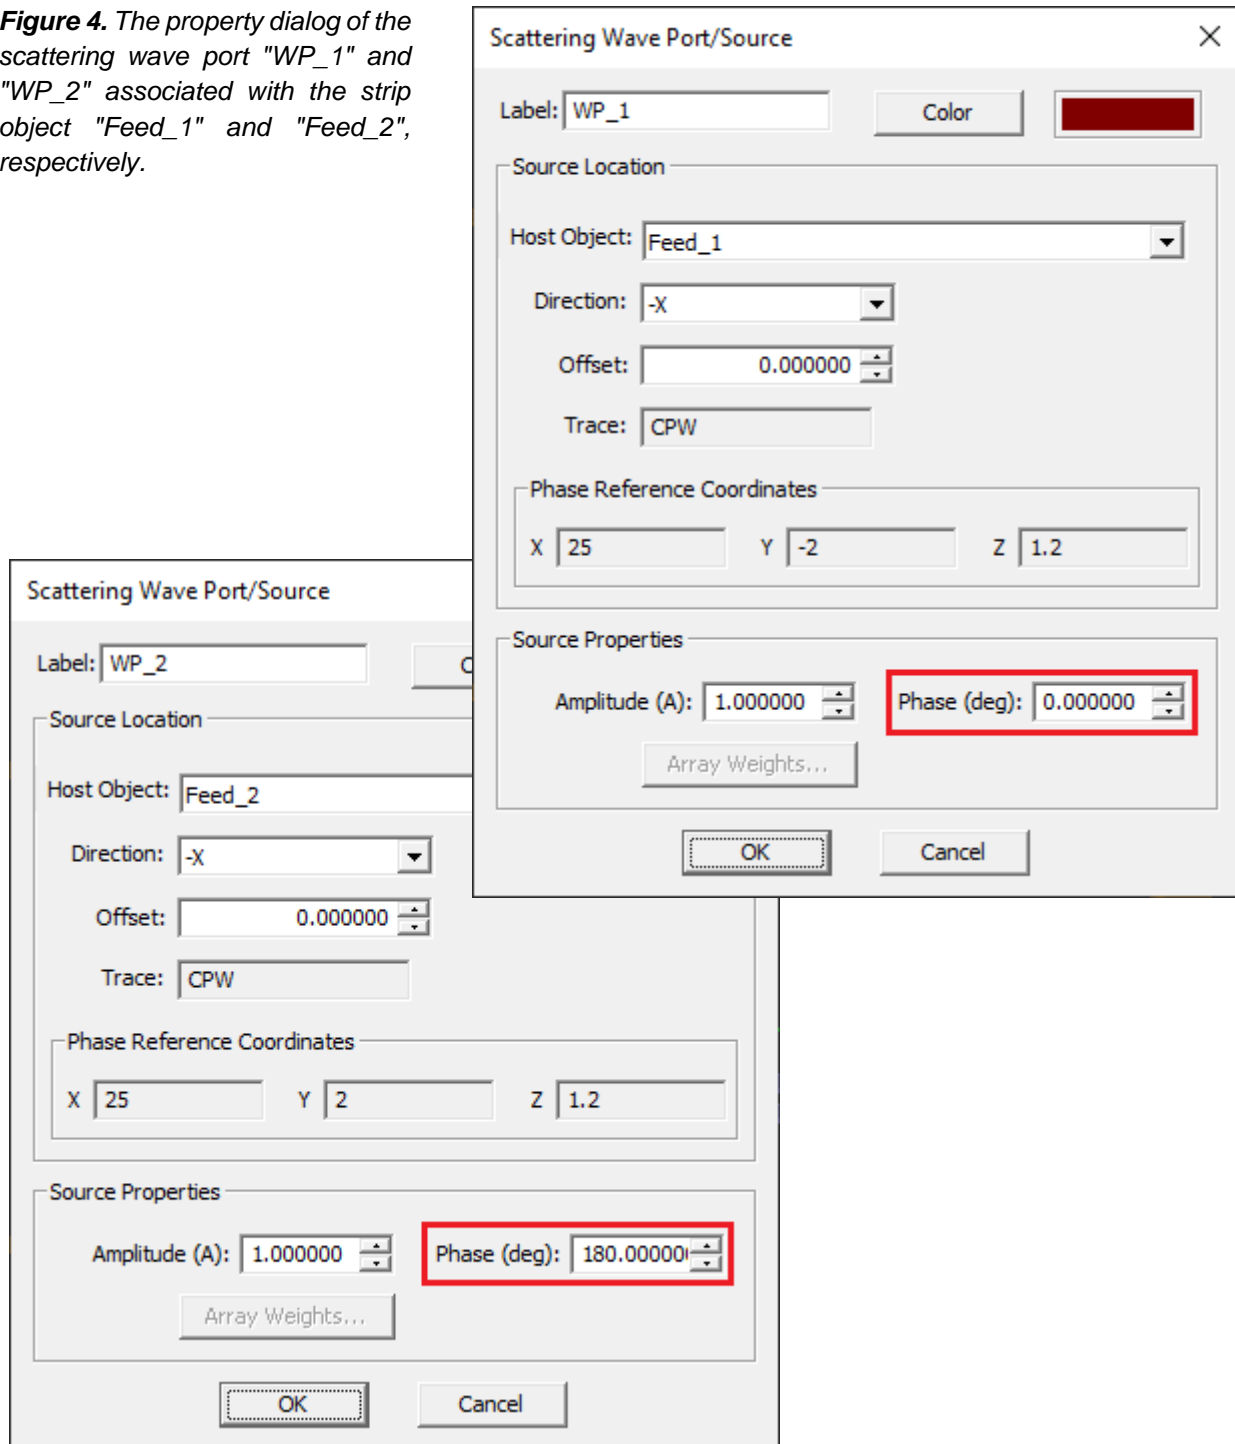 Figure 4. The property dialog of the
scattering wave port "WP_1" and
"WP_2" associated with the strip
object "Feed_1" and "Feed_2",
respectively.
Scattering Wave Port/Source
Label: WP_1 Color
Source Location
Host Object: Feed_1
Direction: -X
Offset: 0.000000
Trace: CPW
Phase Reference Coordinates
X 25 Y -2 Z 1.2
Source Properties
Amplitude (A): 1.000000 Phase (deg): 0.000000
Array Weights...
OK Cancel
Scattering Wave Port/Source
Label: WP_2
Source Location
Host Object: Feed_2
Direction: -X
Offset: 0.000000
Trace: CPW
Phase Reference Coordinates
X 25 Y 2 Z 1.2
Source Properties
Amplitude (A): 1.000000 Phase (deg): 180.00000
Array Weights...
OK Cancel